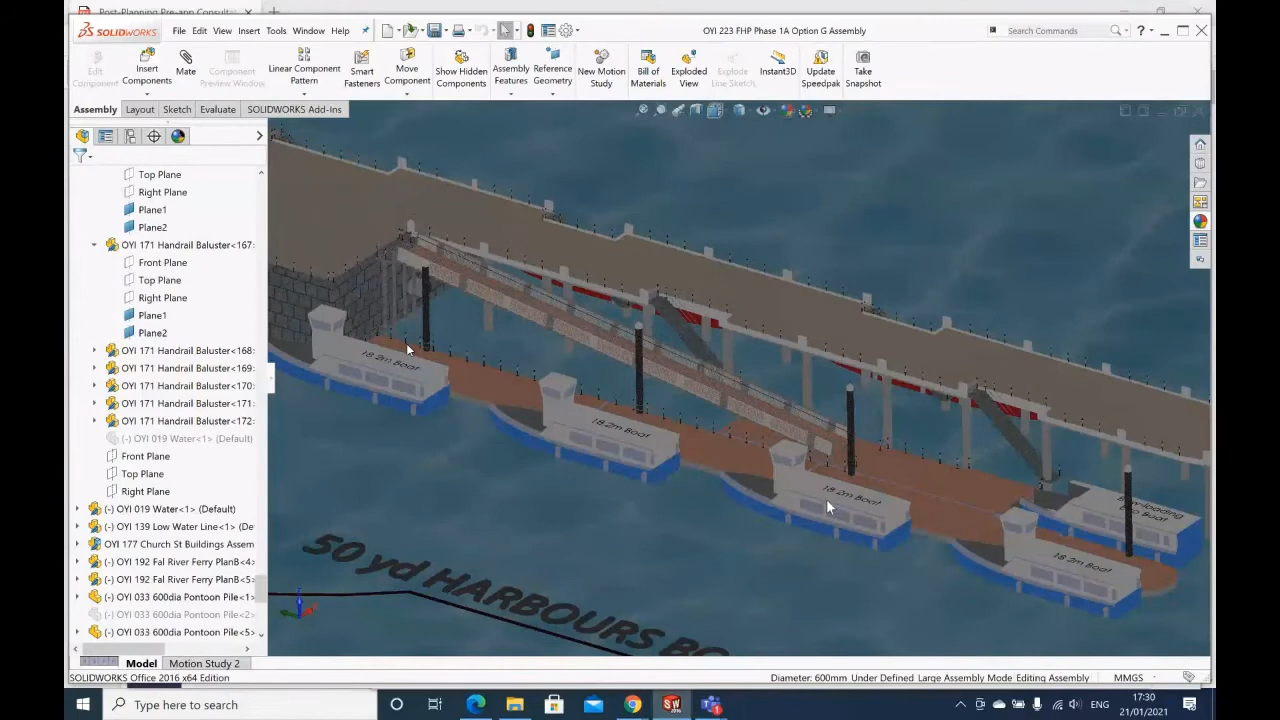 Post-Planning Pre-app Consulta
SOLIDWORKS
File Edit View Insert Tools Window Help
OYI 223 FHP Phase 1A Option G Assembly
Search Commands
Edit Component
Insert Components
Mate
Component Preview Window
Linear Component Pattern
Smart Fasteners
Move Component
Show Hidden Components
Assembly Features
Reference Geometry
New Motion Study
Bill of Materials
Exploded View
Explode Line Sketch
Instant3D
Update Speedpak
Take Snapshot
Assembly Layout Sketch Evaluate SOLIDWORKS Add-Ins
Top Plane
Right Plane
Plane1
Plane2
OYI 171 Handrail Baluster<167>
Front Plane
Top Plane
Right Plane
Plane1
Plane2
OYI 171 Handrail Baluster<168>
OYI 171 Handrail Baluster<169>
OYI 171 Handrail Baluster<170>
OYI 171 Handrail Baluster<171>
OYI 171 Handrail Baluster<172>
(-) OYI 019 Water<1> (Default)
Front Plane
Top Plane
Right Plane
(-) OYI 019 Water<1> (Default)
(-) OYI 139 Low Water Line<1> (De
OYI 177 Church St Buildings Assem
(-) OYI 192 Fal River Ferry PlanB<4>
(-) OYI 192 Fal River Ferry PlanB<5>
(-) OYI 033 600dia Pontoon Pile<1>
(-) OYI 033 600dia Pontoon Pile<2>
(-) OYI 033 600dia Pontoon Pile<5>
18.2m Boat
18.2m Boat
18.2m Boat
18.2m Boat
Boat
50 yd HARBOURS BO
Model Motion Study 2
SOLIDWORKS Office 2016 x64 Edition
Diameter: 600mm Under Defined Large Assembly Mode Editing Assembly MMGS
Type here to search
ENG
17:30
21/01/2021